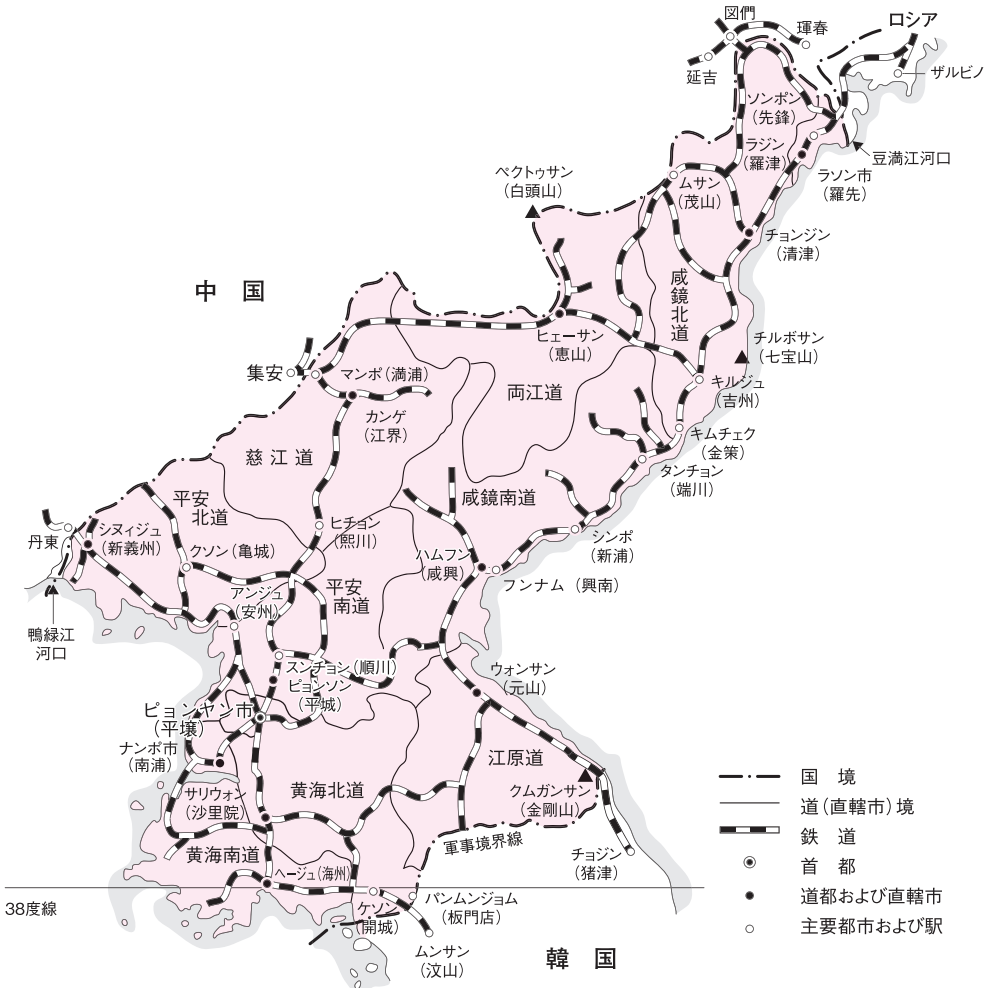 図們
琿春
ロシア
延吉
ザルビノ
ソンポン
(先鋒)
豆満江河口
ラジン
(羅津)
ラソン市
(羅先)
ペクトゥサン
(白頭山)
ムサン
(茂山)
チョンジン
(清津)
中 国
咸鏡北道
ヒェーサン
(恵山)
チルボサン
(七宝山)
集安
マンポ(満浦)
両江道
キルジュ
(吉州)
カンゲ
(江界)
キムチェク
(金策)
慈江道
タンチョン
(端川)
平安
北道
咸鏡南道
シヌィジュ
(新義州)
丹東
ヒチョン
(熙川)
シンポ
(新浦)
クソン(亀城)
ハムフン
(咸興)
フンナム(興南)
アンジュ
(安州)
平安
南道
鴨緑江
河口
スンチョン(順川)
ピョンソン
(平城)
ウォンサン
(元山)
ピョンヤン市
(平壌)
ナンポ市
(南浦)
江原道
サリウォン
(沙里院)
黄海北道
クムガンサン
(金剛山)
軍事境界線
黄海南道
チョジン
(猪津)
ヘージュ(海州)
38度線
ケソン
(開城)
パンムンジョム
(板門店)
ムンサン
(汶山)
韓 国
国 境
道(直轄市)境
鉄 道
首 都
道都および直轄市
主要都市および駅